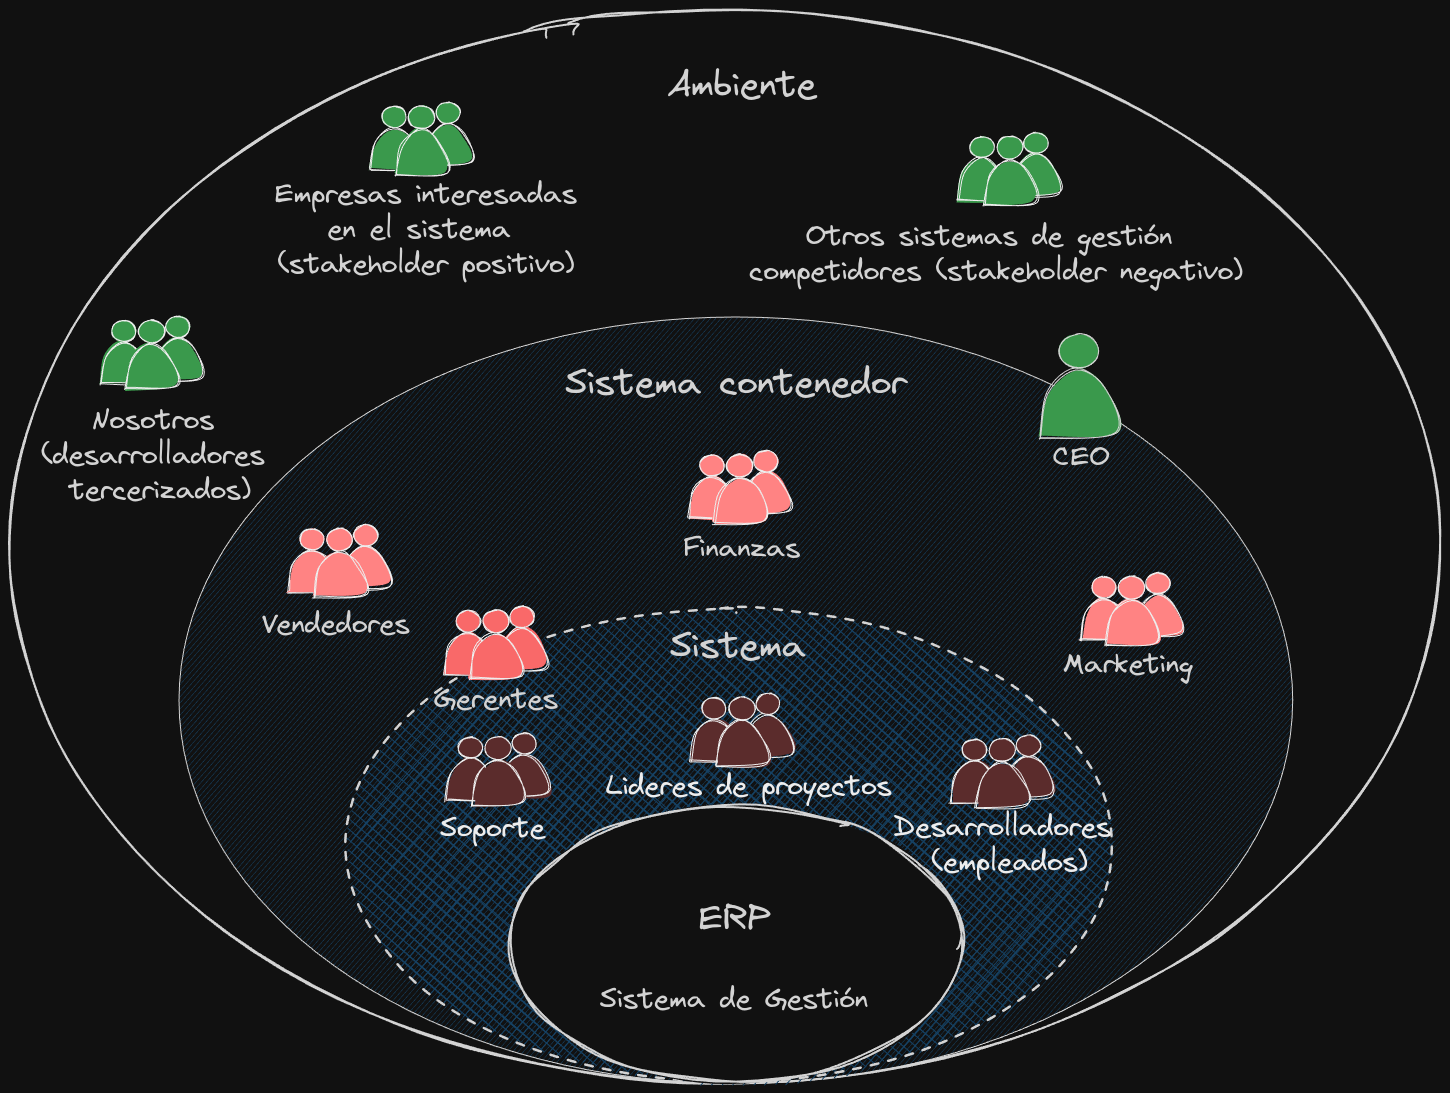 Ambiente
Empresas interesadas
en el sistema
(stakeholder positivo)
Otros sistemas de gestión
competidores (stakeholder negativo)
Nosotros
(desarrolladores
tercerizados)
Sistema contenedor
CEO
Finanzas
Vendedores
Marketing
Gerentes
Sistema
Soporte
Lideres de proyectos
Desarrolladores
(empleados)
ERP
Sistema de Gestión